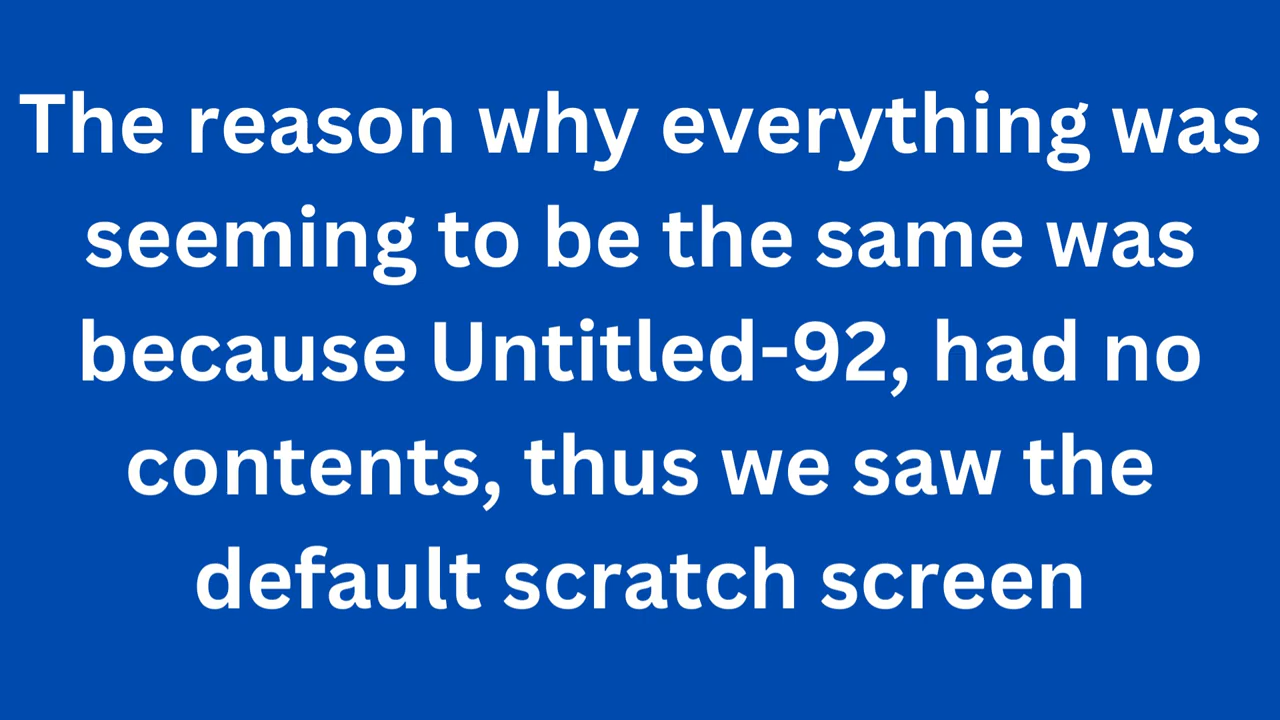 The reason why everything was
seeming to be the same was
because Untitled-92, had no
contents, thus we saw the
default scratch screen